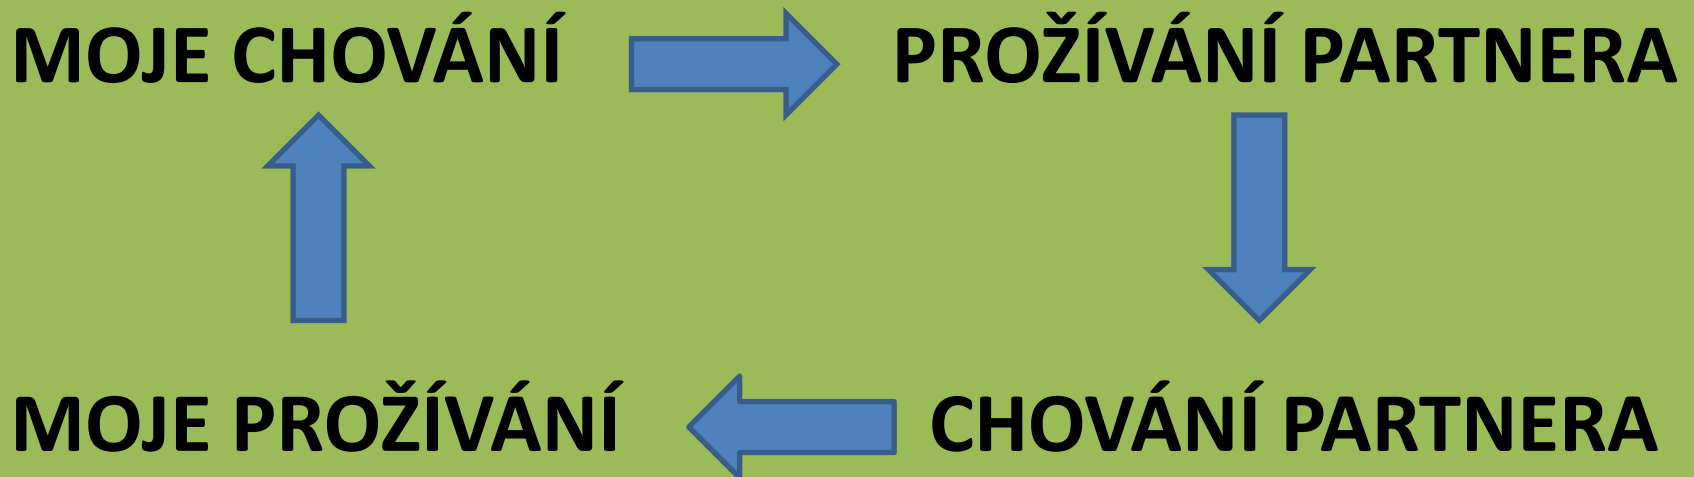 MOJE CHOVÁNÍ
PROŽÍVÁNÍ PARTNERA
MOJE PROŽÍVÁNÍ
CHOVÁNÍ PARTNERA